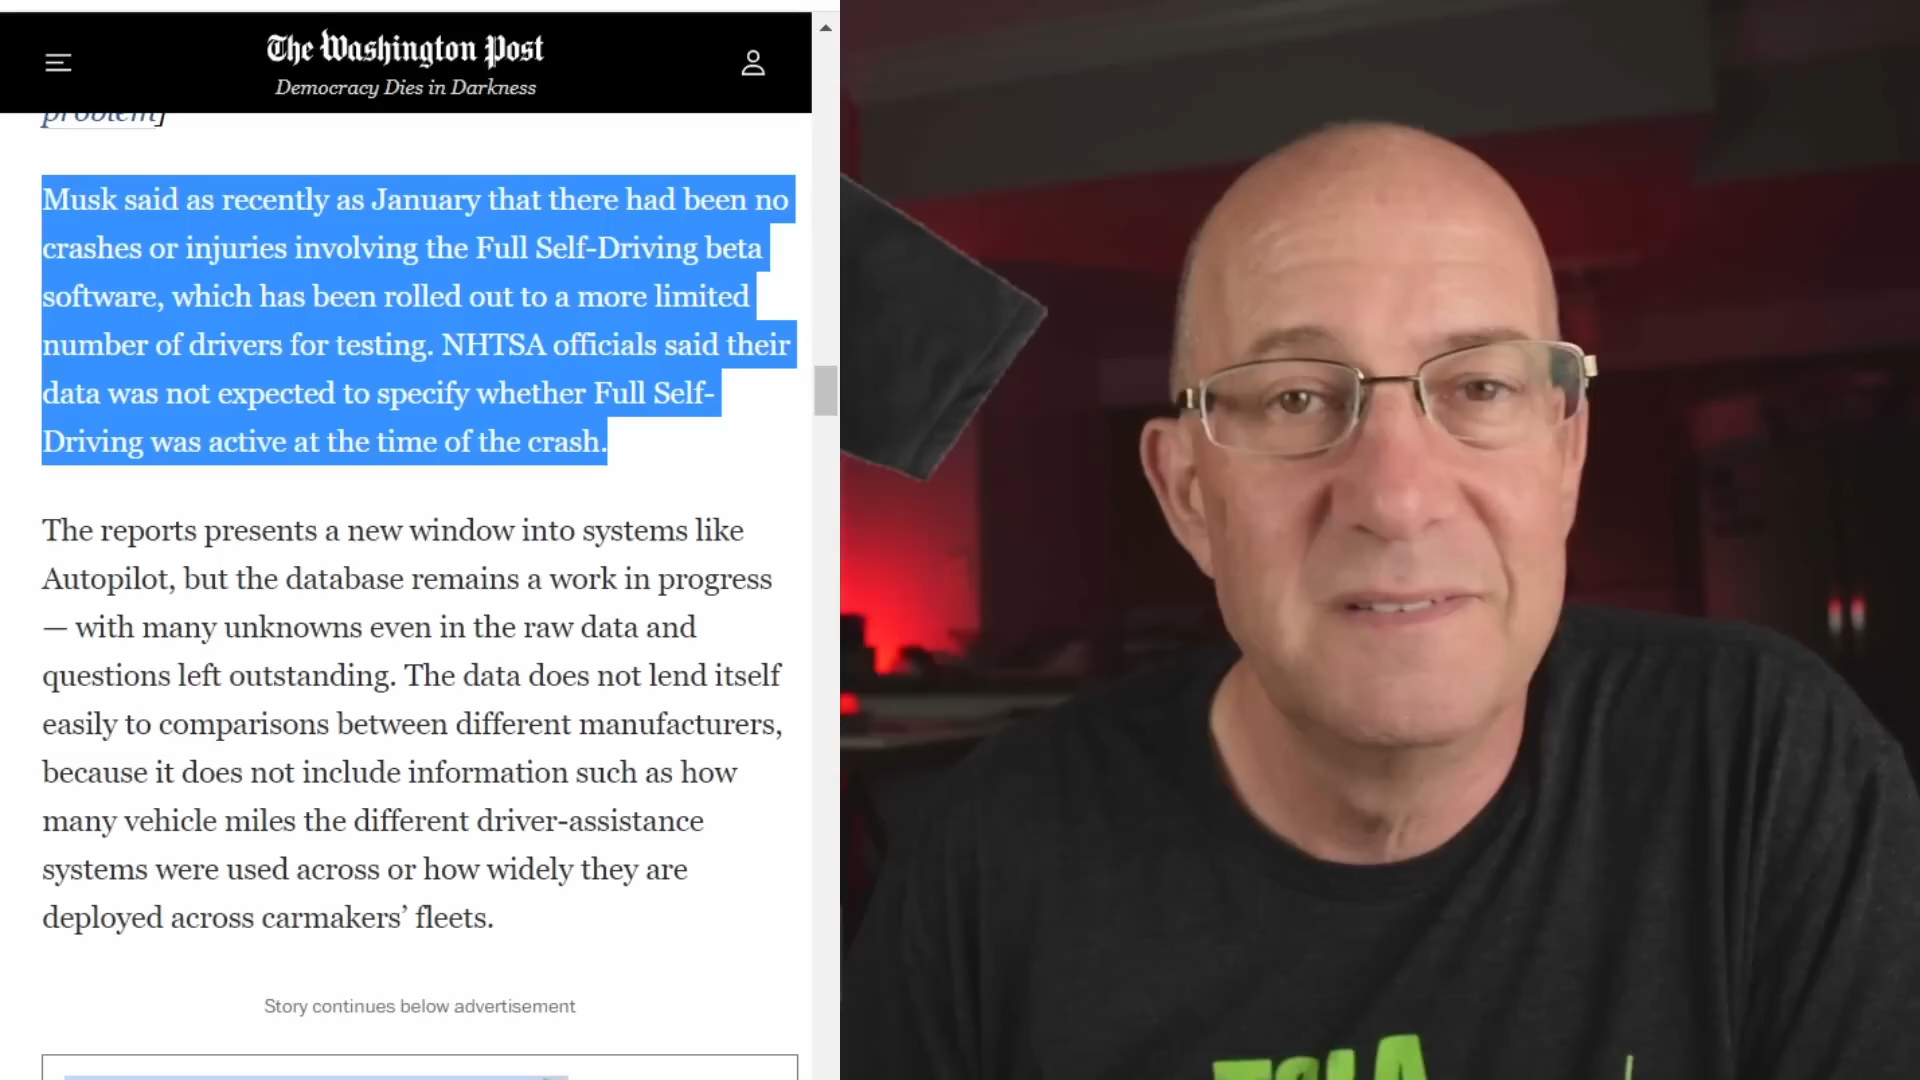 The Washington Post
Democracy Dies in Darkness
problem]
Musk said as recently as January that there had been no
crashes or injuries involving the Full Self-Driving beta
software, which has been rolled out to a more limited
number of drivers for testing. NHTSA officials said their
data was not expected to specify whether Full Self-
Driving was active at the time of the crash.
The reports presents a new window into systems like
Autopilot, but the database remains a work in progress
— with many unknowns even in the raw data and
questions left outstanding. The data does not lend itself
easily to comparisons between different manufacturers,
because it does not include information such as how
many vehicle miles the different driver-assistance
systems were used across or how widely they are
deployed across carmakers’ fleets.
Story continues below advertisement